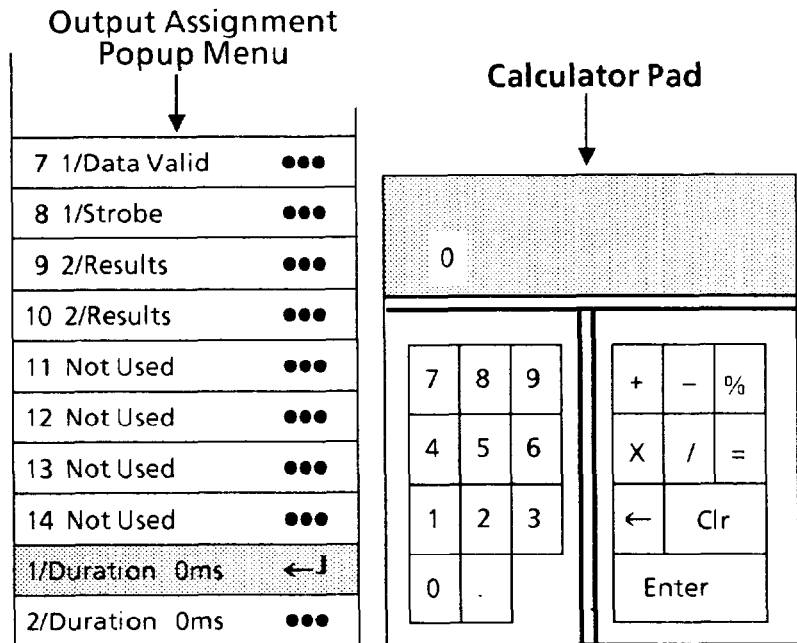 Output Assignment
Popup Menu
7 1/Data Valid ●●●
8 1/Strobe ●●●
9 2/Results ●●●
10 2/Results ●●●
11 Not Used ●●●
12 Not Used ●●●
13 Not Used ●●●
14 Not Used ●●●
1/Duration 0ms ←┘
2/Duration 0ms ●●●
Calculator Pad
0
7 8 9
4 5 6
1 2 3
0 .
+ – %
X / =
← Clr
Enter